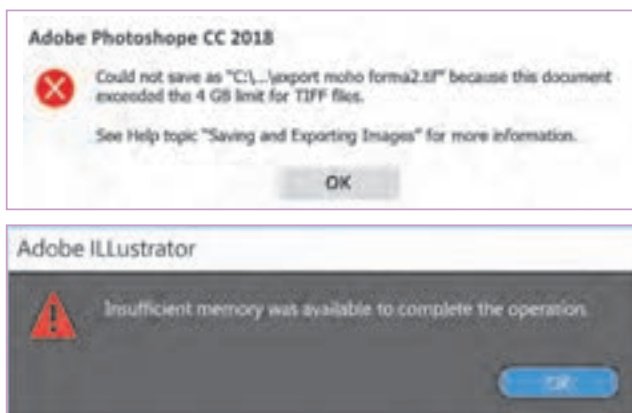 Adobe Photoshope CC 2018
Could not save as "C:\...\export moho forma2.tif" because this document
exceeded the 4 GB limit for TIFF files.
See Help topic "Saving and Exporting Images" for more information.
OK
Adobe ILLustrator
Insufficient memory was available to complete the operation.
OK